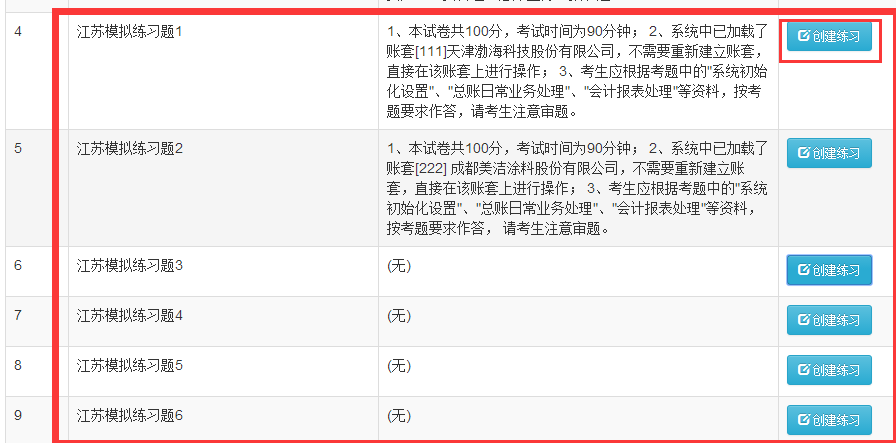 4
江苏模拟练习题1
1、本试卷共100分，考试时间为90分钟； 2、系统中已加载了
账套[111]天津渤海科技股份有限公司，不需要重新建立账套，
直接在该账套上进行操作； 3、考生应根据考题中的"系统初始
化设置"、"总账日常业务处理"、"会计报表处理"等资料，按考
题要求作答，请考生注意审题。
创建练习
5
江苏模拟练习题2
1、本试卷共100分，考试时间为90分钟； 2、系统中已加载了
账套[222] 成都美洁涂料股份有限公司，不需要重新建立账
套，直接在该账套上进行操作； 3、考生应根据考题中的"系统
初始化设置"、"总账日常业务处理"、"会计报表处理"等资料，
按考题要求作答， 请考生注意审题。
创建练习
6
江苏模拟练习题3
(无)
创建练习
7
江苏模拟练习题4
(无)
创建练习
8
江苏模拟练习题5
(无)
创建练习
9
江苏模拟练习题6
(无)
创建练习